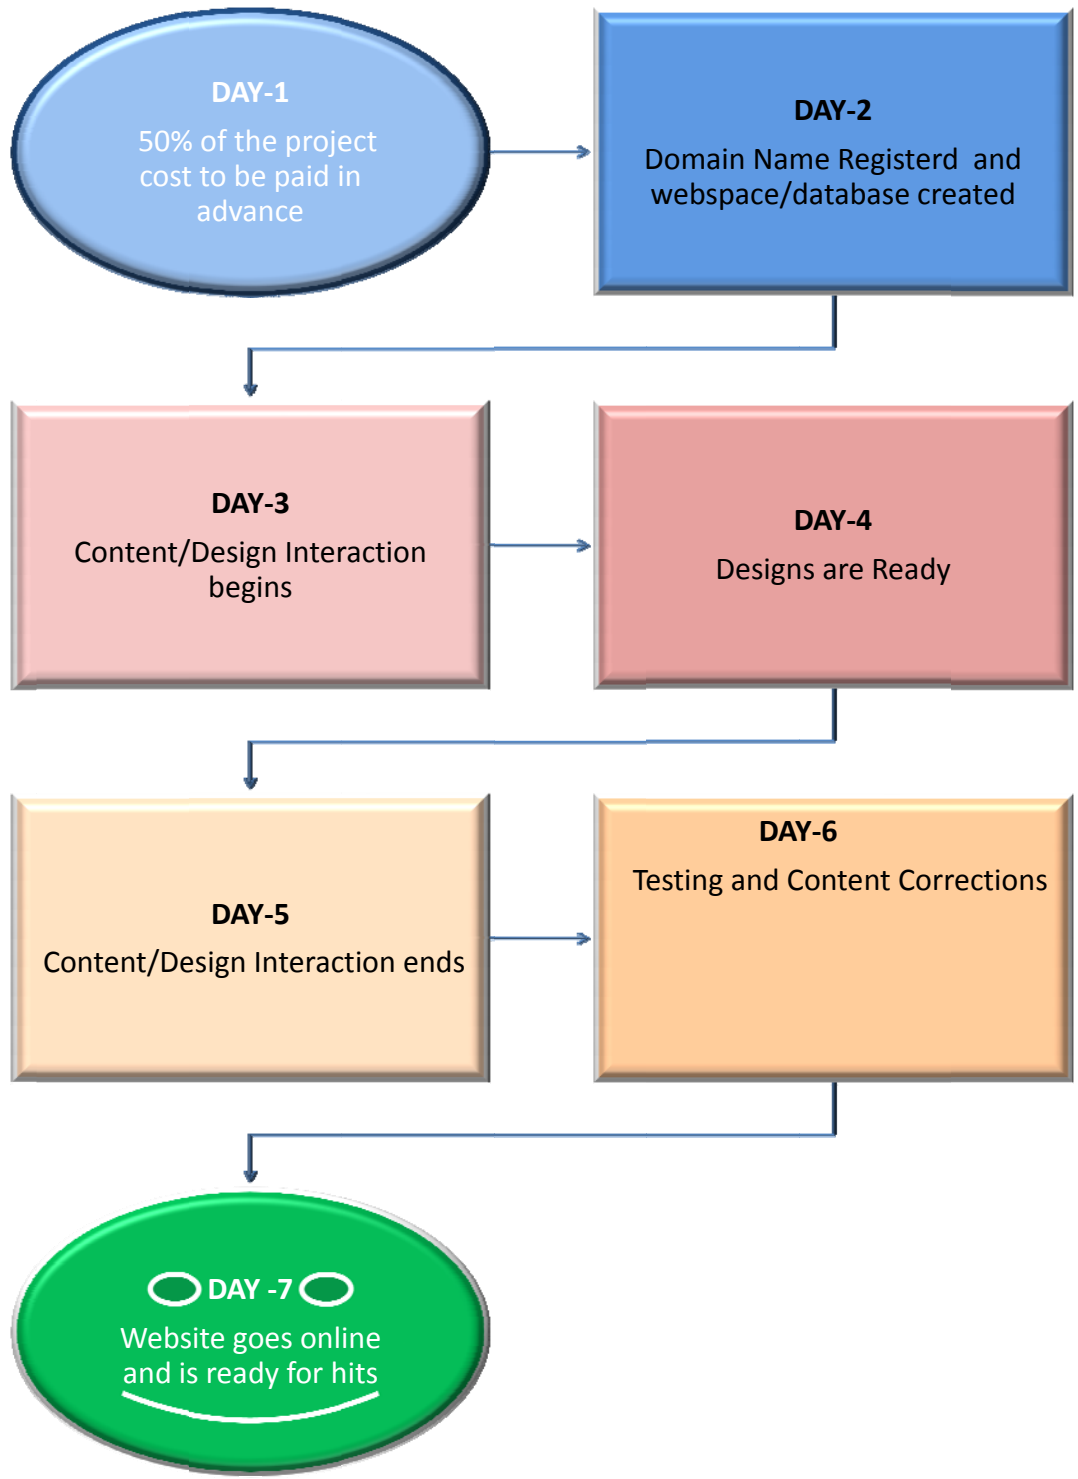 DAY-1
50% of the project
cost to be paid in
advance
DAY-2
Domain Name Registerd  and
webspace/database created
DAY-3
Content/Design Interaction
begins
DAY-4
Designs are Ready
DAY-5
Content/Design Interaction ends
DAY-6
Testing and Content Corrections
DAY -7
Website goes online
and is ready for hits